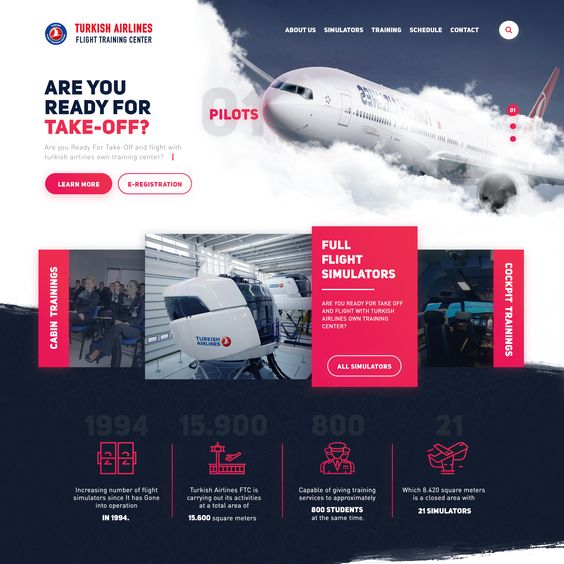 TURKISH AIRLINES
FLIGHT TRAINING CENTER
ABOUT US
SIMULATORS
TRAINING
SCHEDULE
CONTACT
ARE YOU
READY FOR
TAKE-OFF?
Are you Ready For Take-Off and flight with
turkish airlines own training center?
LEARN MORE
E-REGISTRATION
01
PILOTS
01
CABIN TRAININGS
TURKISH
AIRLINES
FULL
FLIGHT
SIMULATORS
ARE YOU READY FOR TAKE OFF
AND FLIGHT WITH TURKISH
AIRLINES OWN TRAINING
CENTER?
ALL SIMULATORS
COCKPIT TRAININGS
1994
Increasing number of flight
simulators since It has Gone
into operation
IN 1994.
15.900
Turkish Airlines FTC is
carrying out its activities
at a total area of
15.600 square meters
800
Capable of giving training
services to approximately
800 STUDENTS
at the same time.
21
Which 8.420 square meters
is a closed area with
21 SIMULATORS